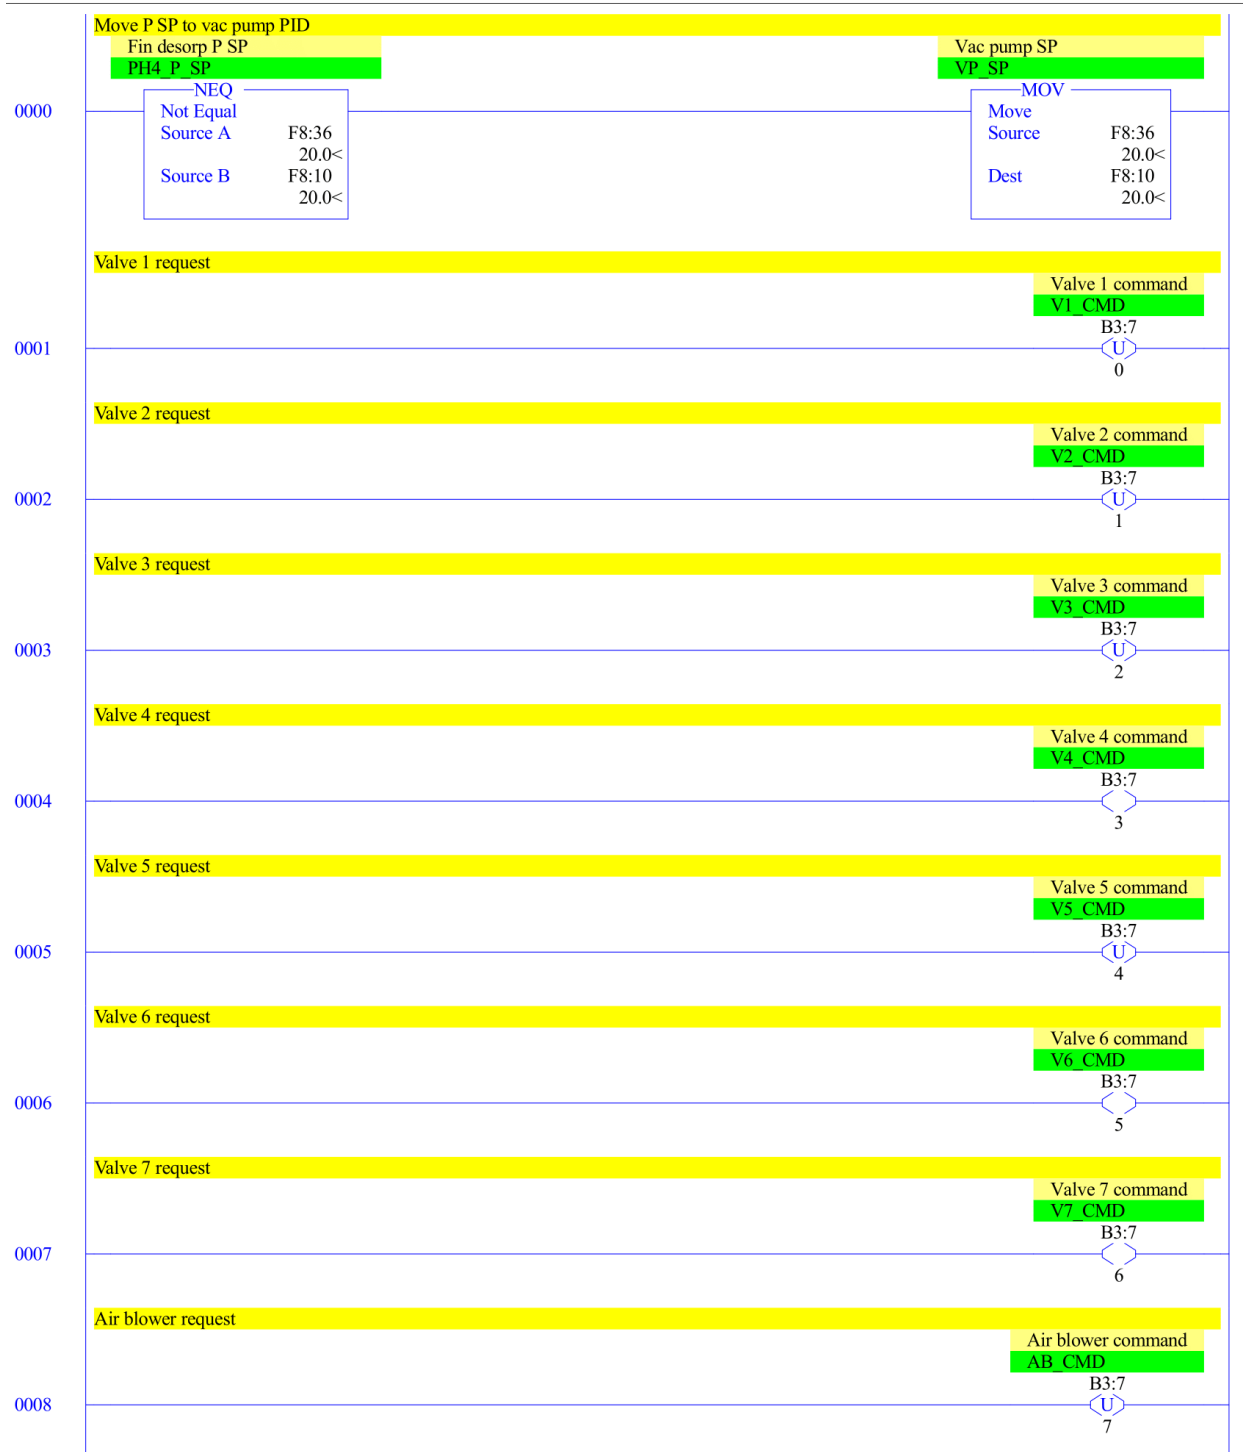 Move P SP to vac pump PID
Fin desorp P SP Vac pump SP
PH4_P_SP VP_SP
NEQ MOV
0000 Not Equal Move
Source A F8:36 Source F8:36
20.0< 20.0<
Source B F8:10 Dest F8:10
20.0< 20.0<
Valve 1 request
Valve 1 command
V1_CMD
B3:7
0001 U
0
Valve 2 request
Valve 2 command
V2_CMD
B3:7
0002 U
1
Valve 3 request
Valve 3 command
V3_CMD
B3:7
0003 U
2
Valve 4 request
Valve 4 command
V4_CMD
B3:7
0004
3
Valve 5 request
Valve 5 command
V5_CMD
B3:7
0005 U
4
Valve 6 request
Valve 6 command
V6_CMD
B3:7
0006
5
Valve 7 request
Valve 7 command
V7_CMD
B3:7
0007
6
Air blower request
Air blower command
AB_CMD
B3:7
0008 U
7